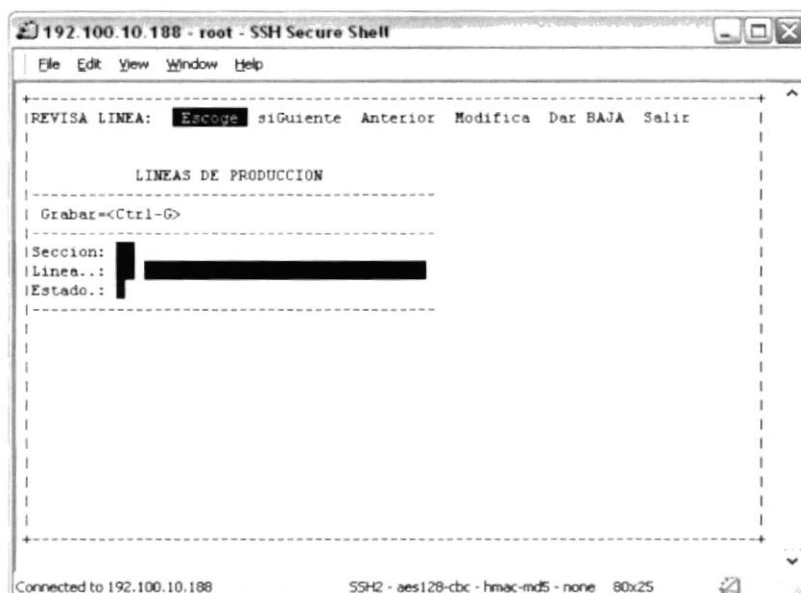 192.100.10.188 - root - SSH Secure Shell
File Edit View Window Help
REVISA LINEA: Escoge siGuiente Anterior Modifica Dar BAJA Salir
LINEAS DE PRODUCCION
Grabar=<Ctrl-G>
Seccion:
Linea..:
Estado.:
Connected to 192.100.10.188 SSH2 - aes128-cbc - hmac-md5 - none 80x25